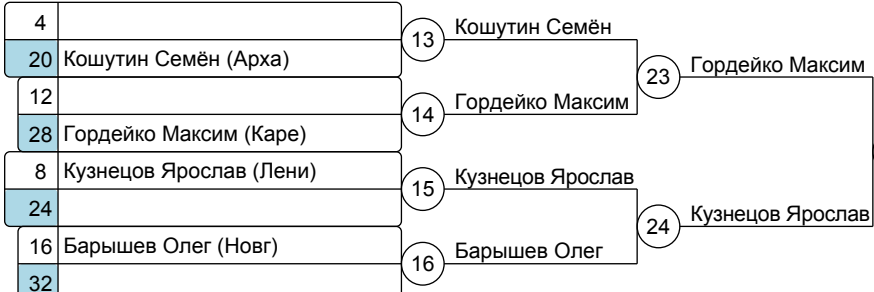 4
13
Кошутин Семён
20 Кошутин Семён (Арха)
23
Гордейко Максим
12
14
Гордейко Максим
28 Гордейко Максим (Каре)
8 Кузнецов Ярослав (Лени)
15
Кузнецов Ярослав
24
24
Кузнецов Ярослав
16 Барышев Олег (Новг)
16
Барышев Олег
32